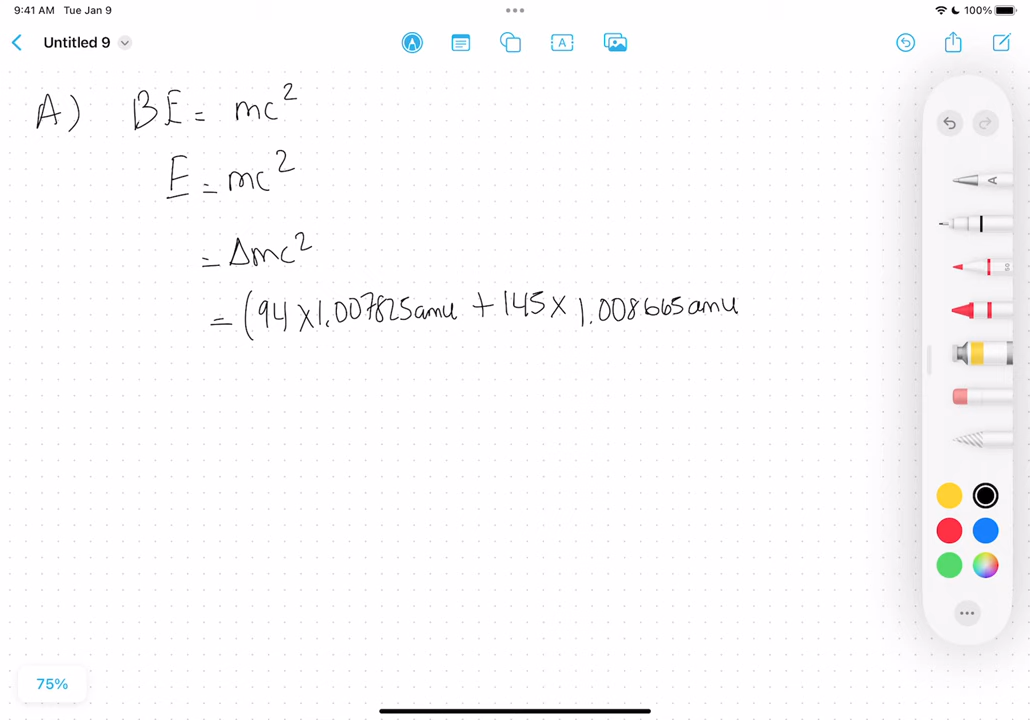 9:41 AM Tue Jan 9 100%
Untitled 9
A) BE = mc²
E = mc²
= Δmc²
= (94 × 1.007825 amu + 145 × 1.008665 amu
75%